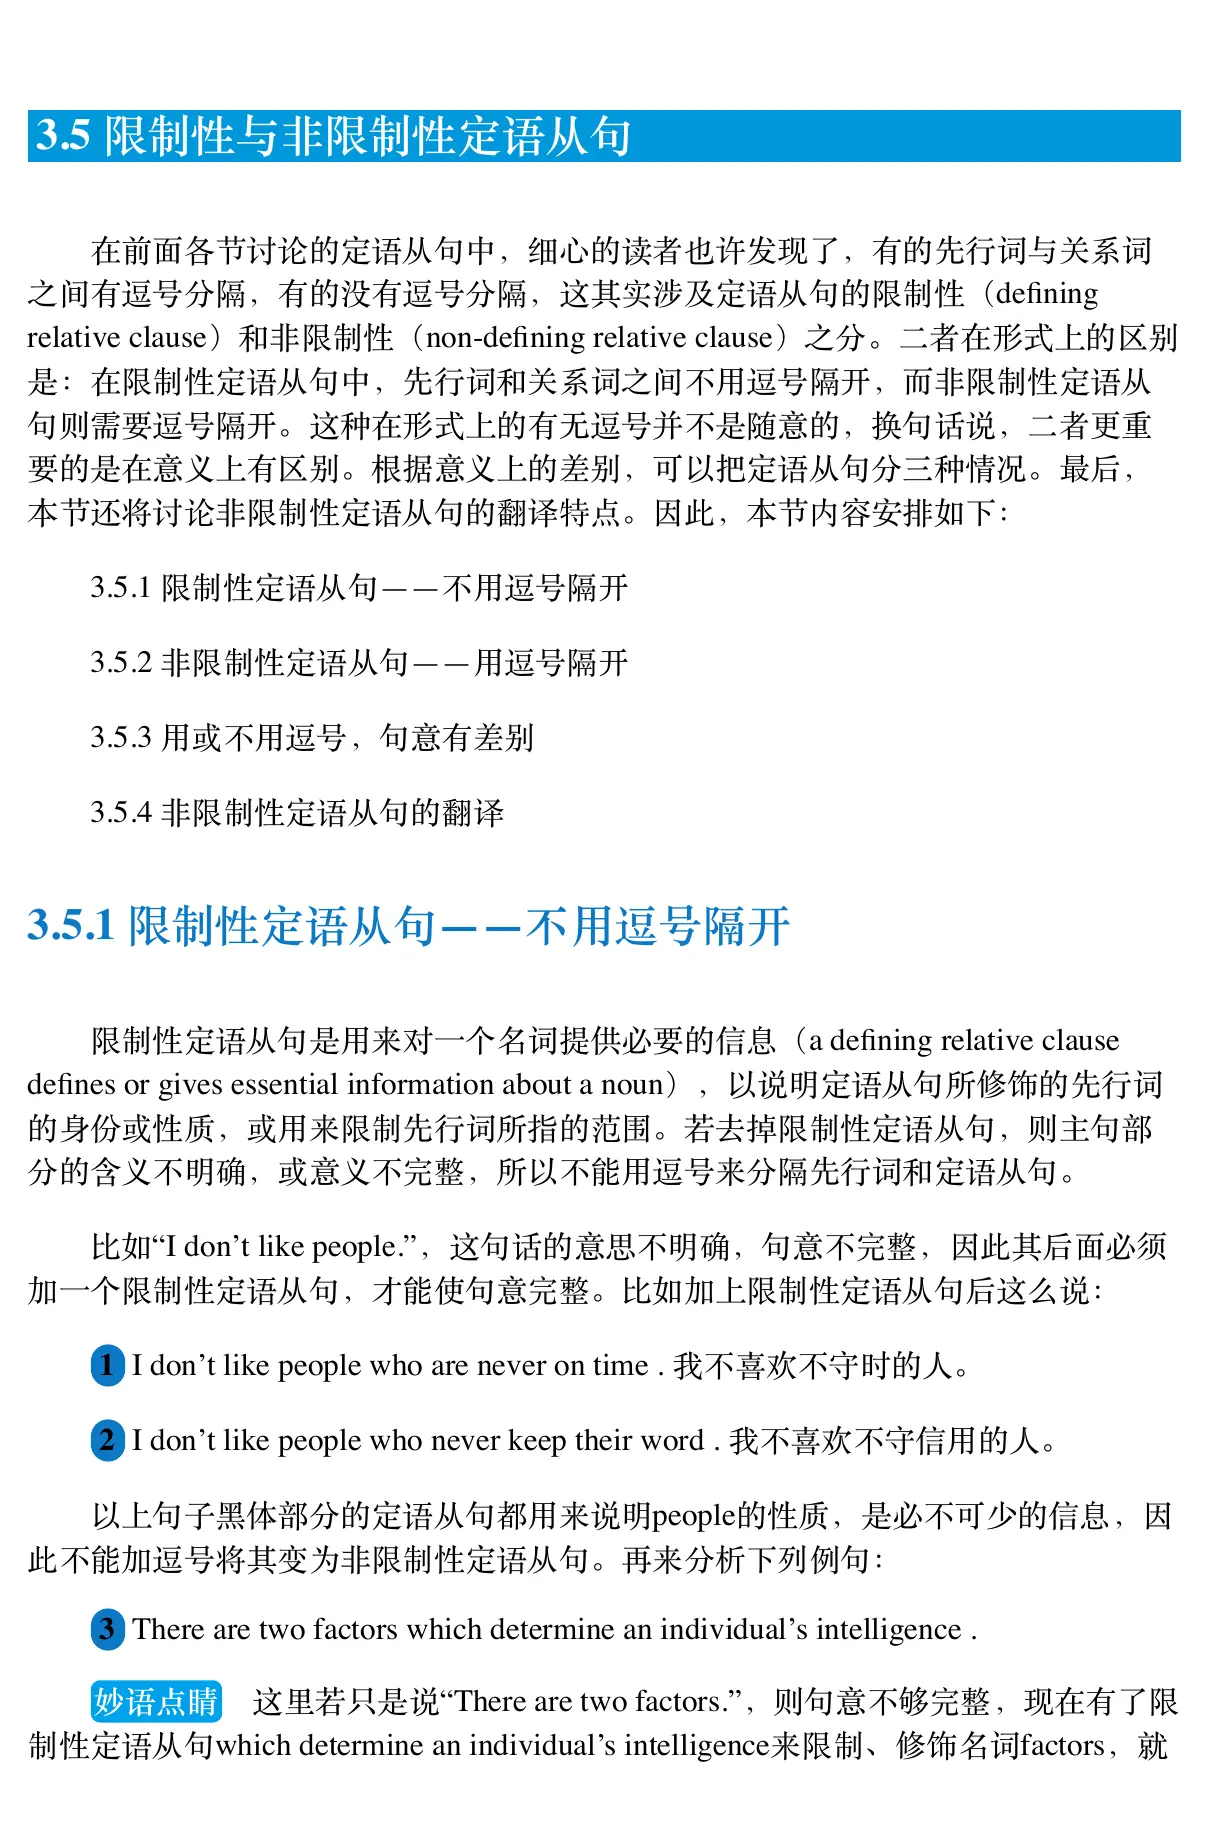 3.5 限制性与非限制性定语从句
在前面各节讨论的定语从句中，细心的读者也许发现了，有的先行词与关系词
之间有逗号分隔，有的没有逗号分隔，这其实涉及定语从句的限制性（defining
relative clause）和非限制性（non-defining relative clause）之分。二者在形式上的区别
是：在限制性定语从句中，先行词和关系词之间不用逗号隔开，而非限制性定语从
句则需要逗号隔开。这种在形式上的有无逗号并不是随意的，换句话说，二者更重
要的是在意义上有区别。根据意义上的差别，可以把定语从句分三种情况。最后，
本节还将讨论非限制性定语从句的翻译特点。因此，本节内容安排如下：
3.5.1 限制性定语从句——不用逗号隔开
3.5.2 非限制性定语从句——用逗号隔开
3.5.3 用或不用逗号，句意有差别
3.5.4 非限制性定语从句的翻译
3.5.1 限制性定语从句——不用逗号隔开
限制性定语从句是用来对一个名词提供必要的信息（a defining relative clause
defines or gives essential information about a noun），以说明定语从句所修饰的先行词
的身份或性质，或用来限制先行词所指的范围。若去掉限制性定语从句，则主句部
分的含义不明确，或意义不完整，所以不能用逗号来分隔先行词和定语从句。
比如“I don’t like people.”，这句话的意思不明确，句意不完整，因此其后面必须
加一个限制性定语从句，才能使句意完整。比如加上限制性定语从句后这么说：
1 I don’t like people who are never on time . 我不喜欢不守时的人。
2 I don’t like people who never keep their word . 我不喜欢不守信用的人。
以上句子黑体部分的定语从句都用来说明people的性质，是必不可少的信息，因
此不能加逗号将其变为非限制性定语从句。再来分析下列例句：
3 There are two factors which determine an individual’s intelligence .
妙语点睛 这里若只是说“There are two factors.”，则句意不够完整，现在有了限
制性定语从句which determine an individual’s intelligence来限制、修饰名词factors，就